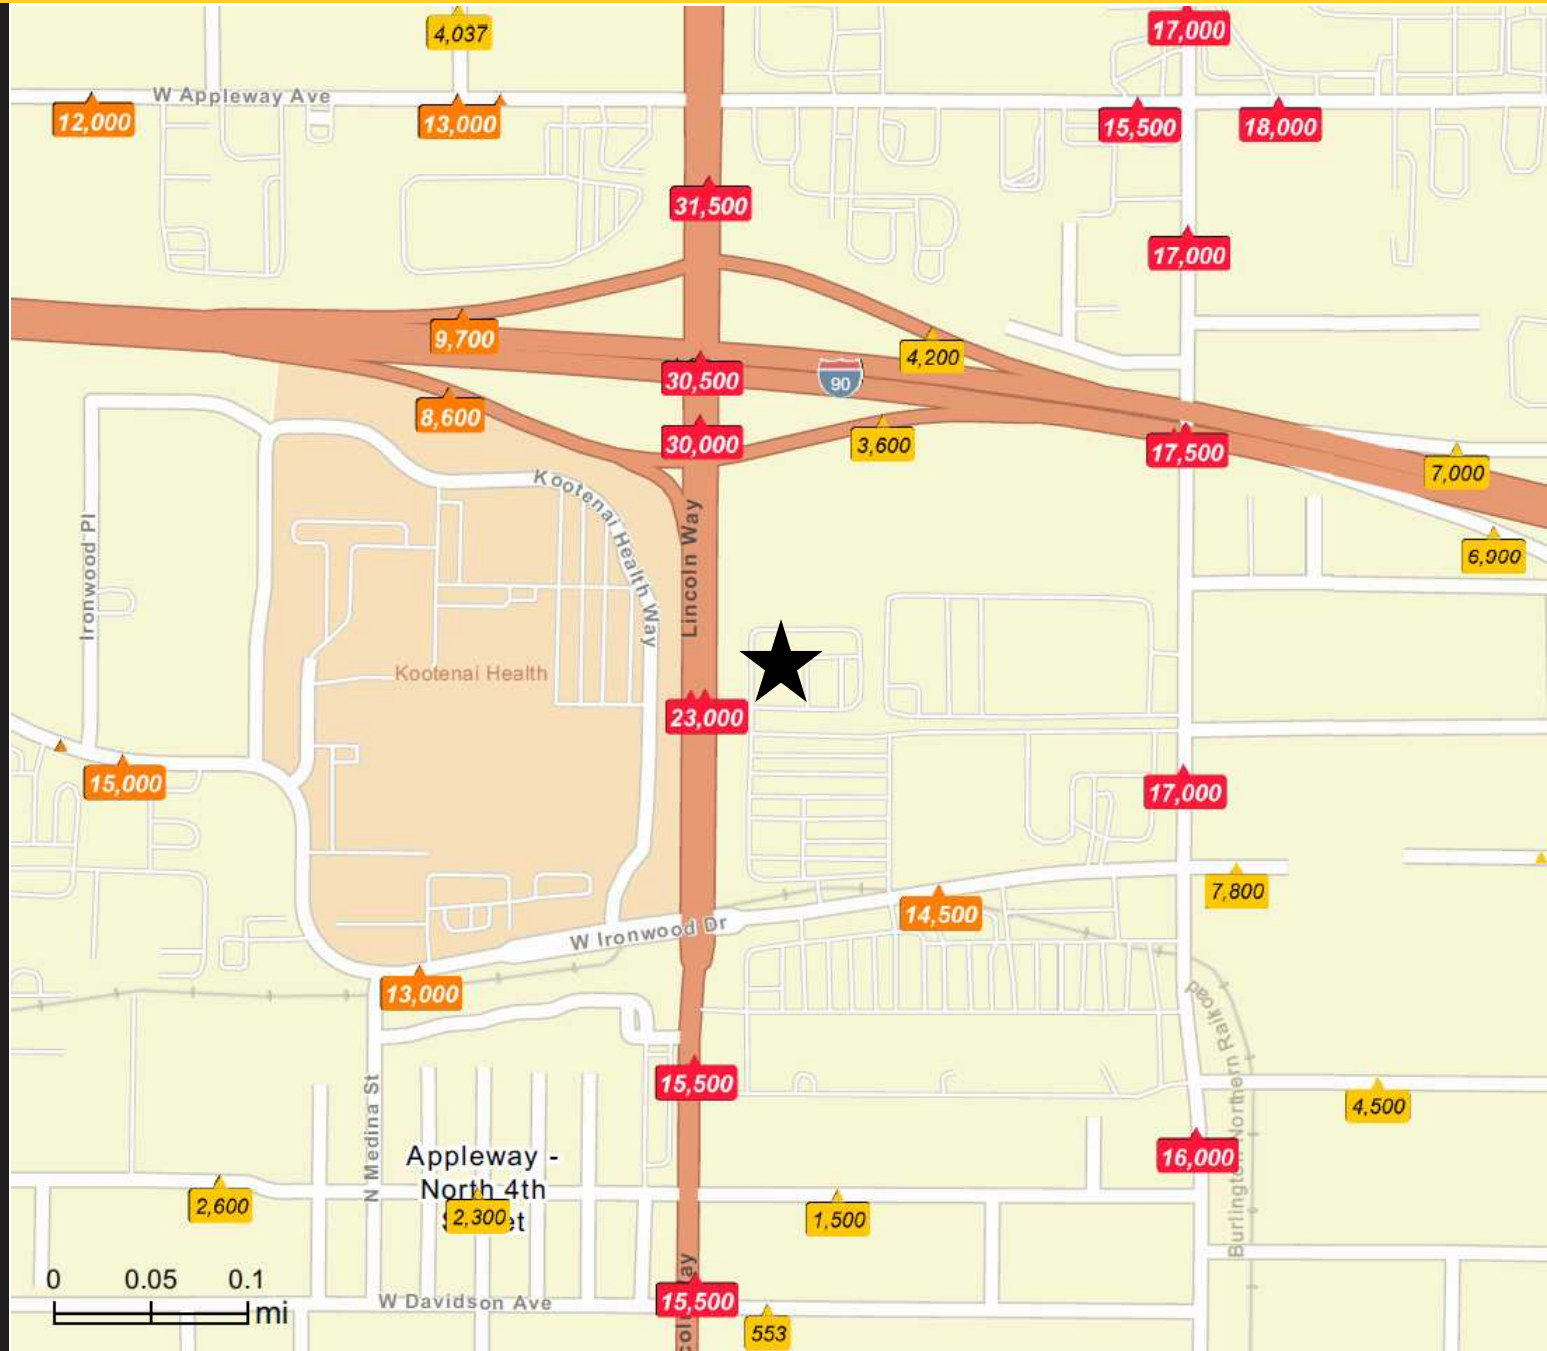 4,037
17,000
W Appleway Ave
12,000
13,000
15,500
18,000
31,500
17,000
9,700
4,200
30,500
90
8,600
30,000
3,600
17,500
7,000
Kootenai Health Way
Lincoln Way
Ironwood Pl
6,900
Kootenai Health
23,000
15,000
17,000
7,800
14,500
W Ironwood Dr
13,000
Burlington Northern Railroad
15,500
4,500
N Medina St
Appleway -
North 4th
16,000
2,600
2,300
1,500
0 0.05 0.1
mi
W Davidson Ave
15,500
553